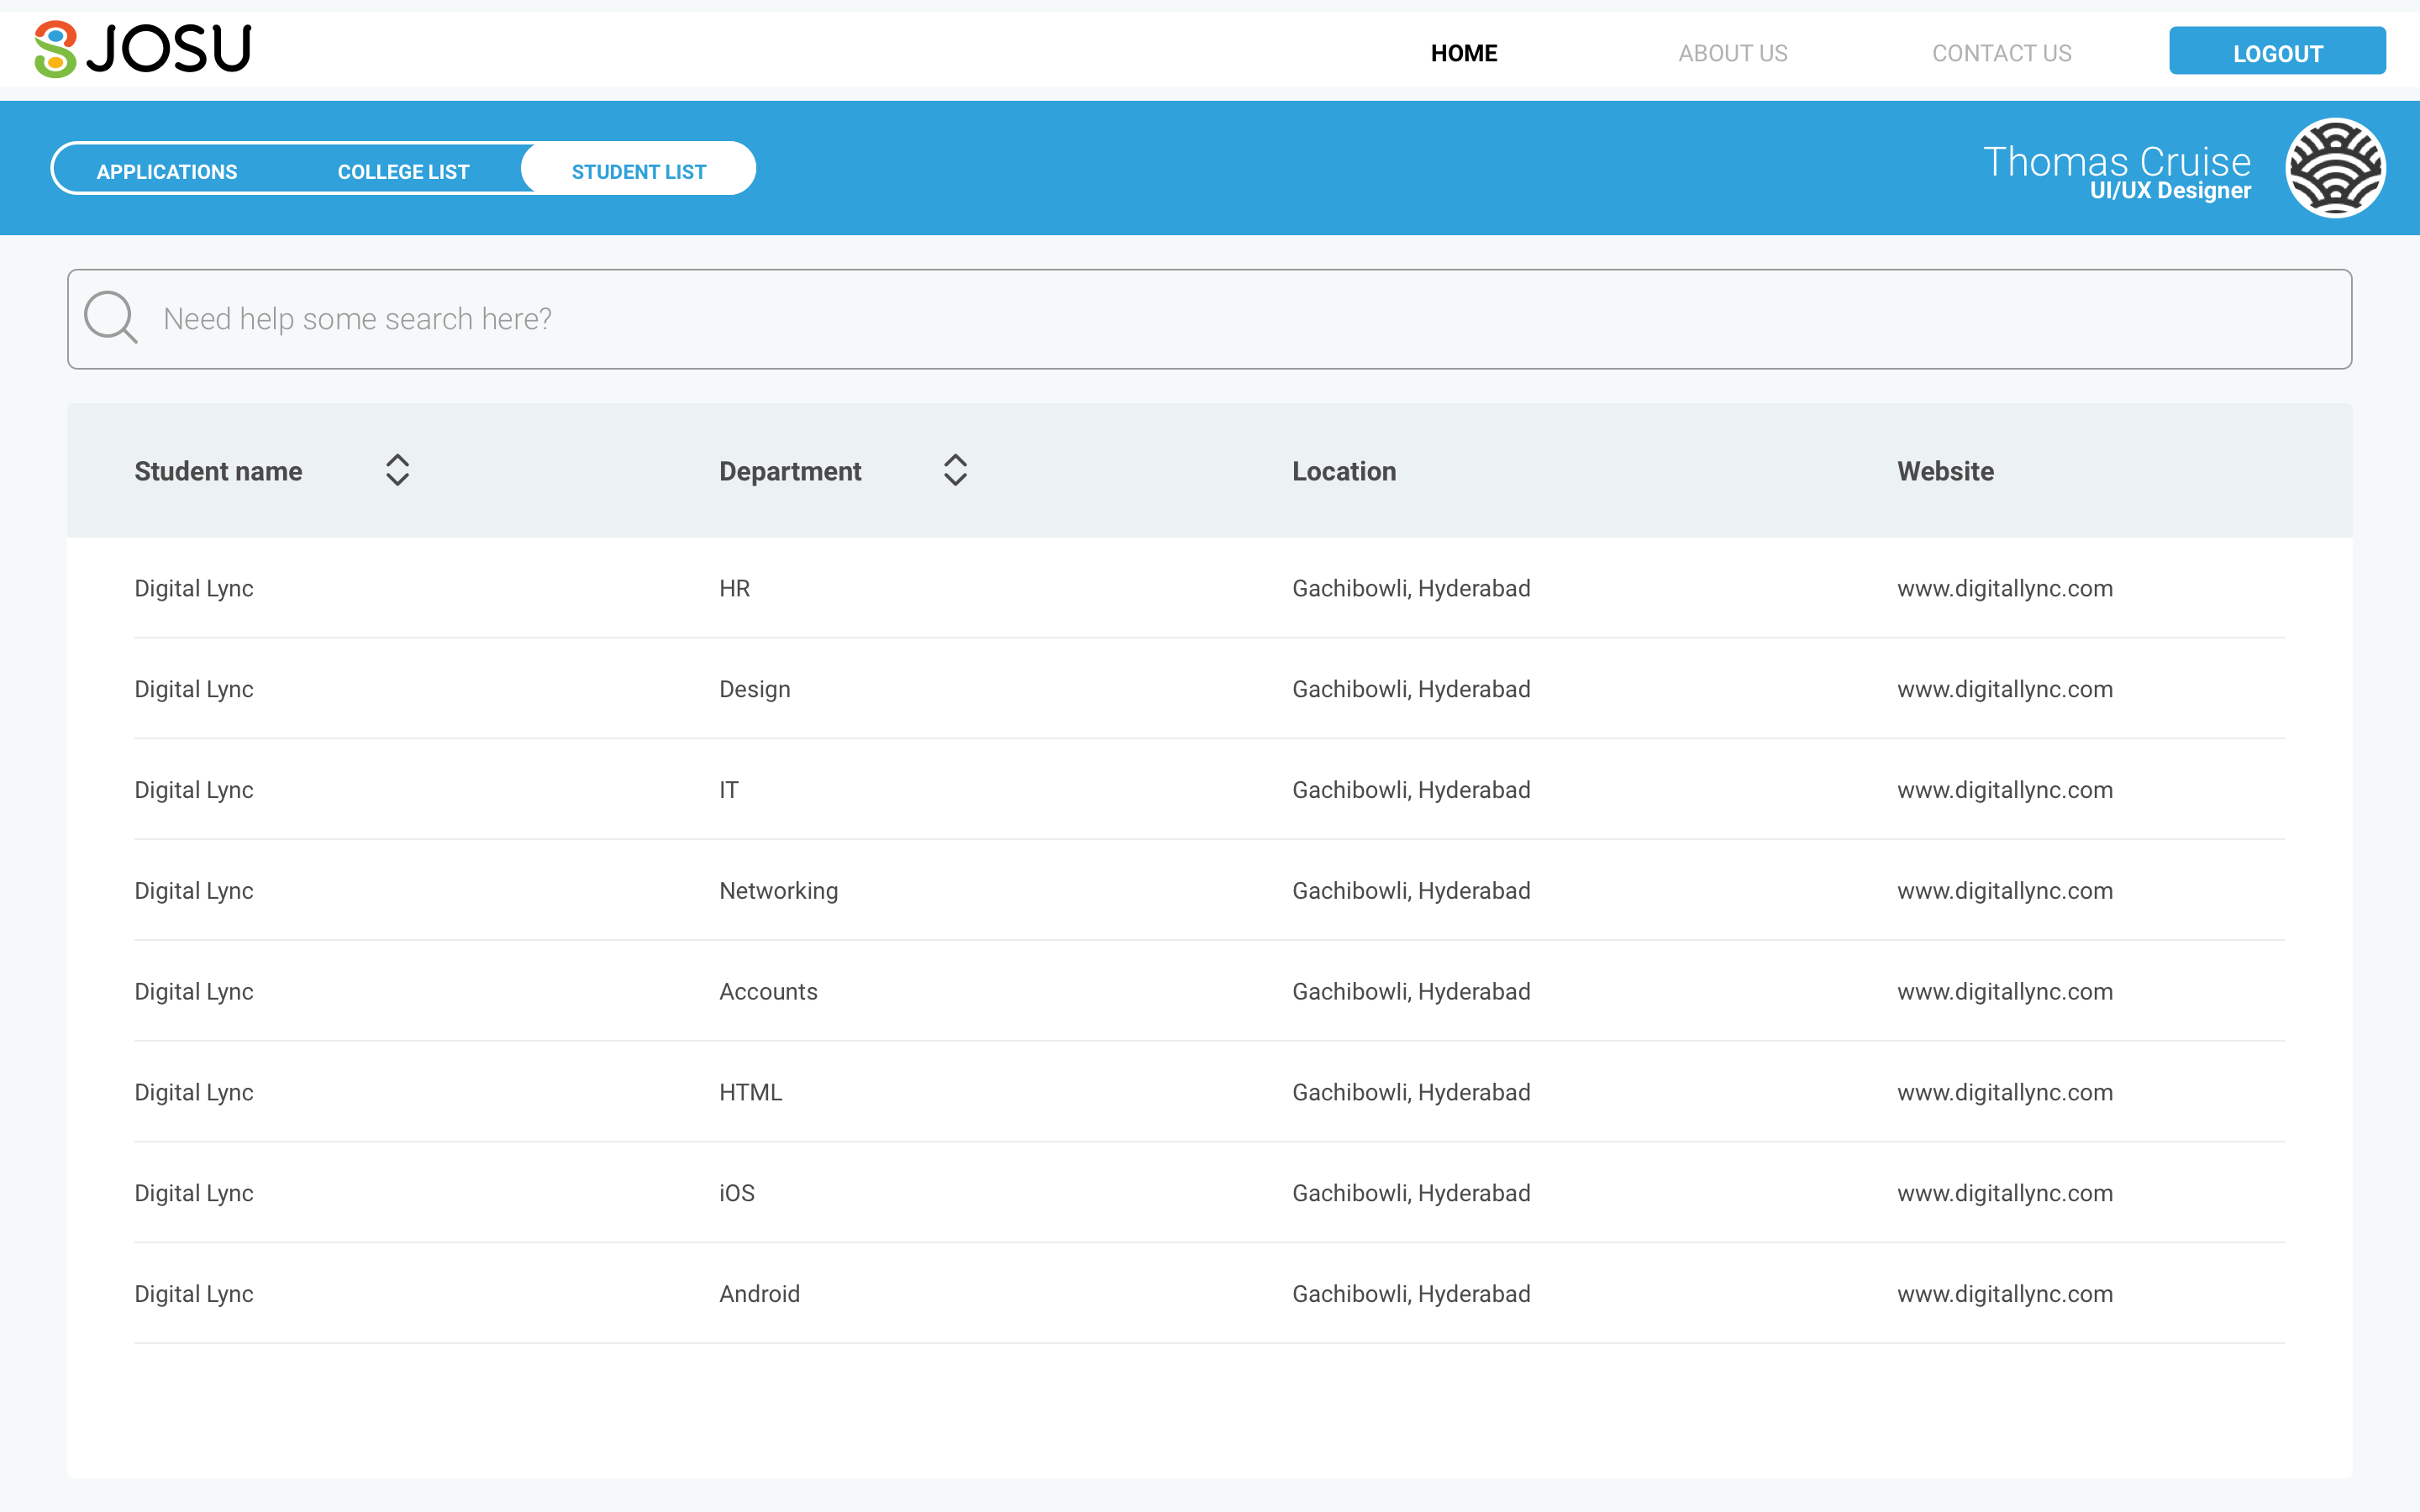 JOSU HOME ABOUT US CONTACT US LOGOUT
APPLICATIONS COLLEGE LIST STUDENT LIST
Thomas Cruise
UI/UX Designer
Need help some search here?
Student name Department Location Website
Digital Lync HR Gachibowli, Hyderabad www.digitallync.com
Digital Lync Design Gachibowli, Hyderabad www.digitallync.com
Digital Lync IT Gachibowli, Hyderabad www.digitallync.com
Digital Lync Networking Gachibowli, Hyderabad www.digitallync.com
Digital Lync Accounts Gachibowli, Hyderabad www.digitallync.com
Digital Lync HTML Gachibowli, Hyderabad www.digitallync.com
Digital Lync iOS Gachibowli, Hyderabad www.digitallync.com
Digital Lync Android Gachibowli, Hyderabad www.digitallync.com